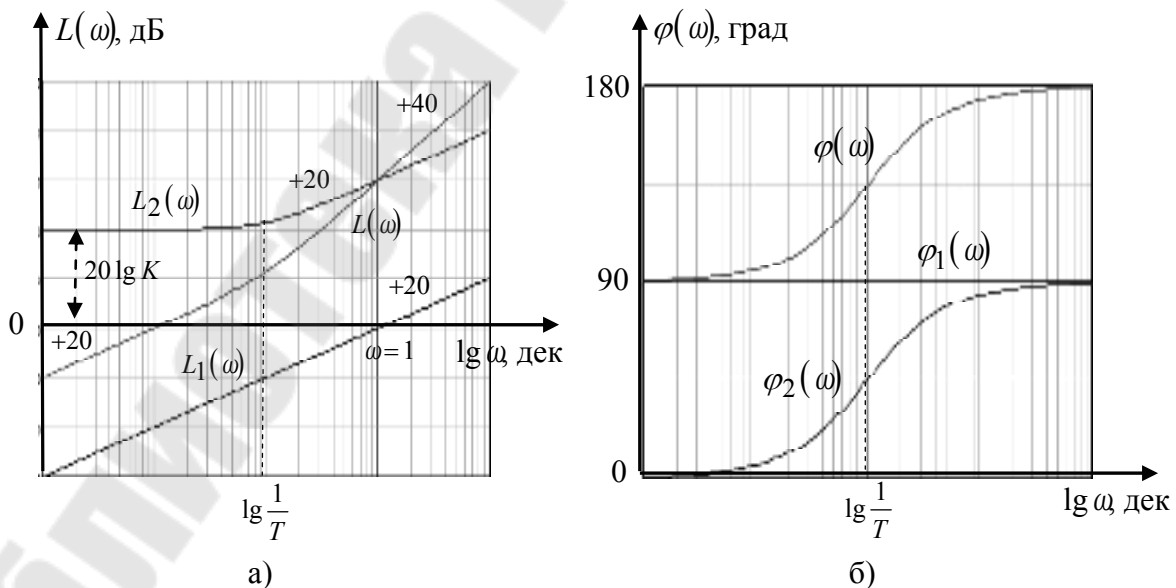 L(ω), дБ
+40
+20
L₂(ω)
L(ω)
20 lg K
+20
0
+20
L₁(ω)
ω=1
lg ω, дек
lg 1/T
а)
φ(ω), град
180
φ(ω)
φ₁(ω)
90
φ₂(ω)
0
lg 1/T
lg ω, дек
б)